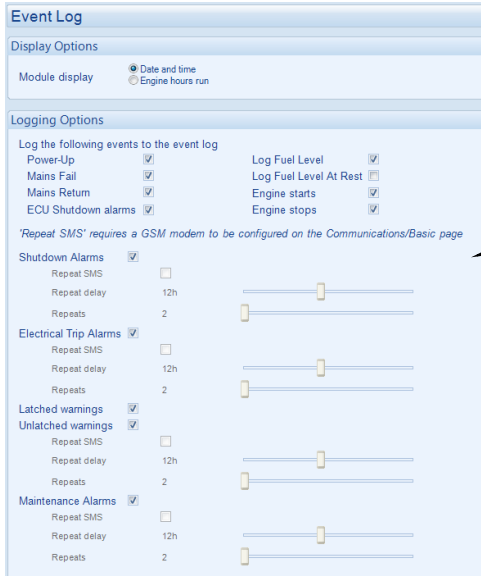 Event Log
Display Options
Module display
Date and time
Engine hours run
Logging Options
Log the following events to the event log
Power-Up Log Fuel Level
Mains Fail Log Fuel Level At Rest
Mains Return Engine starts
ECU Shutdown alarms Engine stops
'Repeat SMS' requires a GSM modem to be configured on the Communications/Basic page
Shutdown Alarms
Repeat SMS
Repeat delay 12h
Repeats 2
Electrical Trip Alarms
Repeat SMS
Repeat delay 12h
Repeats 2
Latched warnings
Unlatched warnings
Repeat SMS
Repeat delay 12h
Repeats 2
Maintenance Alarms
Repeat SMS
Repeat delay 12h
Repeats 2